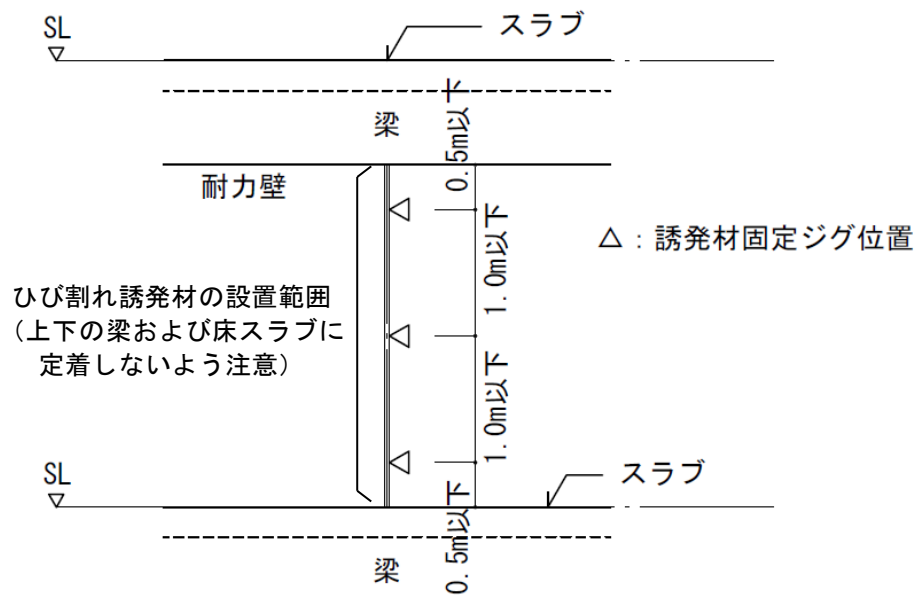 SL
スラブ
梁
0.5m以下
耐力壁
1.0m以下
△：誘発材固定ジグ位置
ひび割れ誘発材の設置範囲
（上下の梁および床スラブに
定着しないよう注意）
1.0m以下
SL
スラブ
0.5m以下
梁